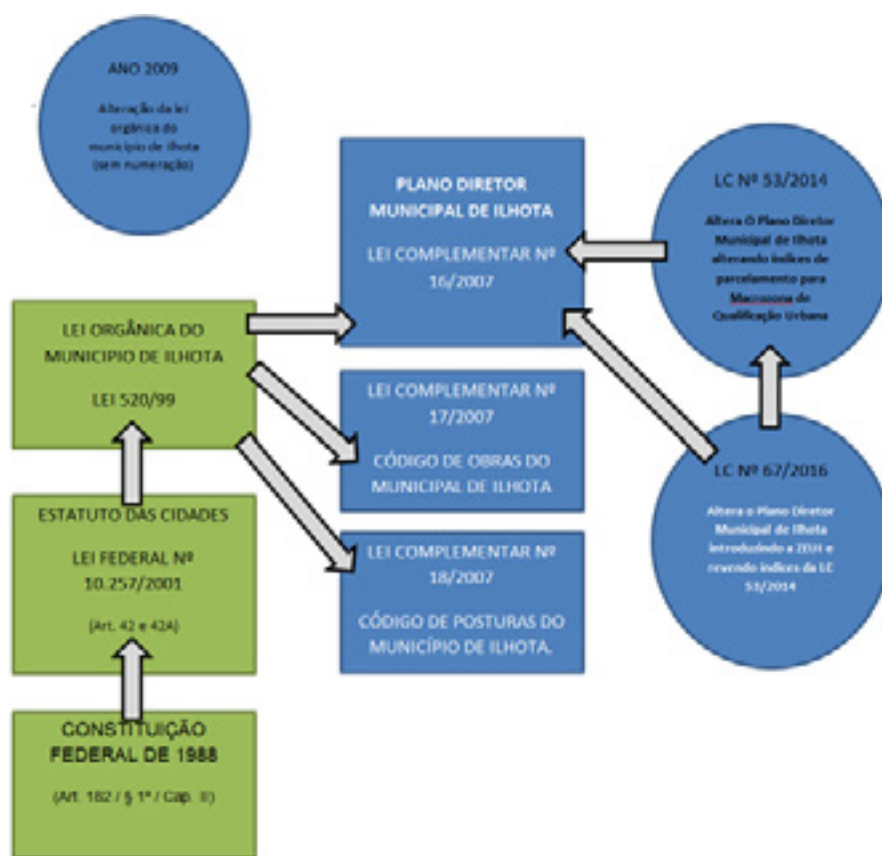 ANO 2009
Alteração da lei
orgânica do
município de Ilhota
(sem numeração)
PLANO DIRETOR
MUNICIPAL DE ILHOTA
LEI COMPLEMENTAR Nº
16/2007
LC Nº 53/2014
Altera O Plano Diretor
Municipal de Ilhota
alterando índices de
parcelamento para
Macrozona de
Qualificação Urbana
LEI ORGÂNICA DO
MUNICIPIO DE ILHOTA
LEI 520/99
LEI COMPLEMENTAR Nº
17/2007
CÓDIGO DE OBRAS DO
MUNICIPAL DE ILHOTA
LC Nº 67/2016
Altera o Plano Diretor
Municipal de Ilhota
introduzindo a ZEUI e
revendo índices da LC
53/2014
ESTATUTO DAS CIDADES
LEI FEDERAL Nº
10.257/2001
(Art. 42 e 42A)
LEI COMPLEMENTAR Nº
18/2007
CÓDIGO DE POSTURAS DO
MUNICÍPIO DE ILHOTA.
CONSTITUIÇÃO
FEDERAL DE 1988
(Art. 182 / § 1º / Cap. II)